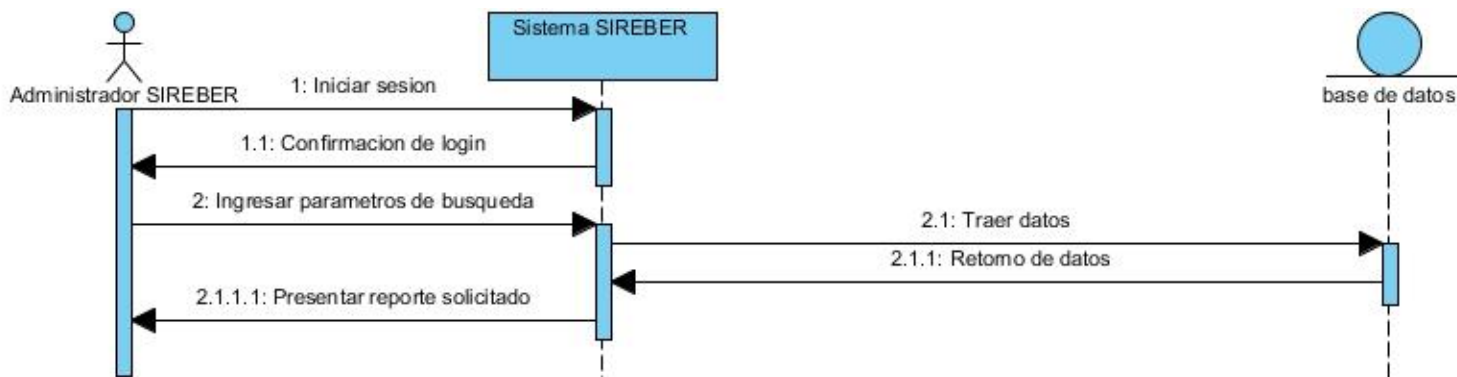 Sistema SIREBER
Administrador SIREBER
base de datos
1: Iniciar sesion
1.1: Confirmacion de login
2: Ingresar parametros de busqueda
2.1: Traer datos
2.1.1: Retorno de datos
2.1.1.1: Presentar reporte solicitado